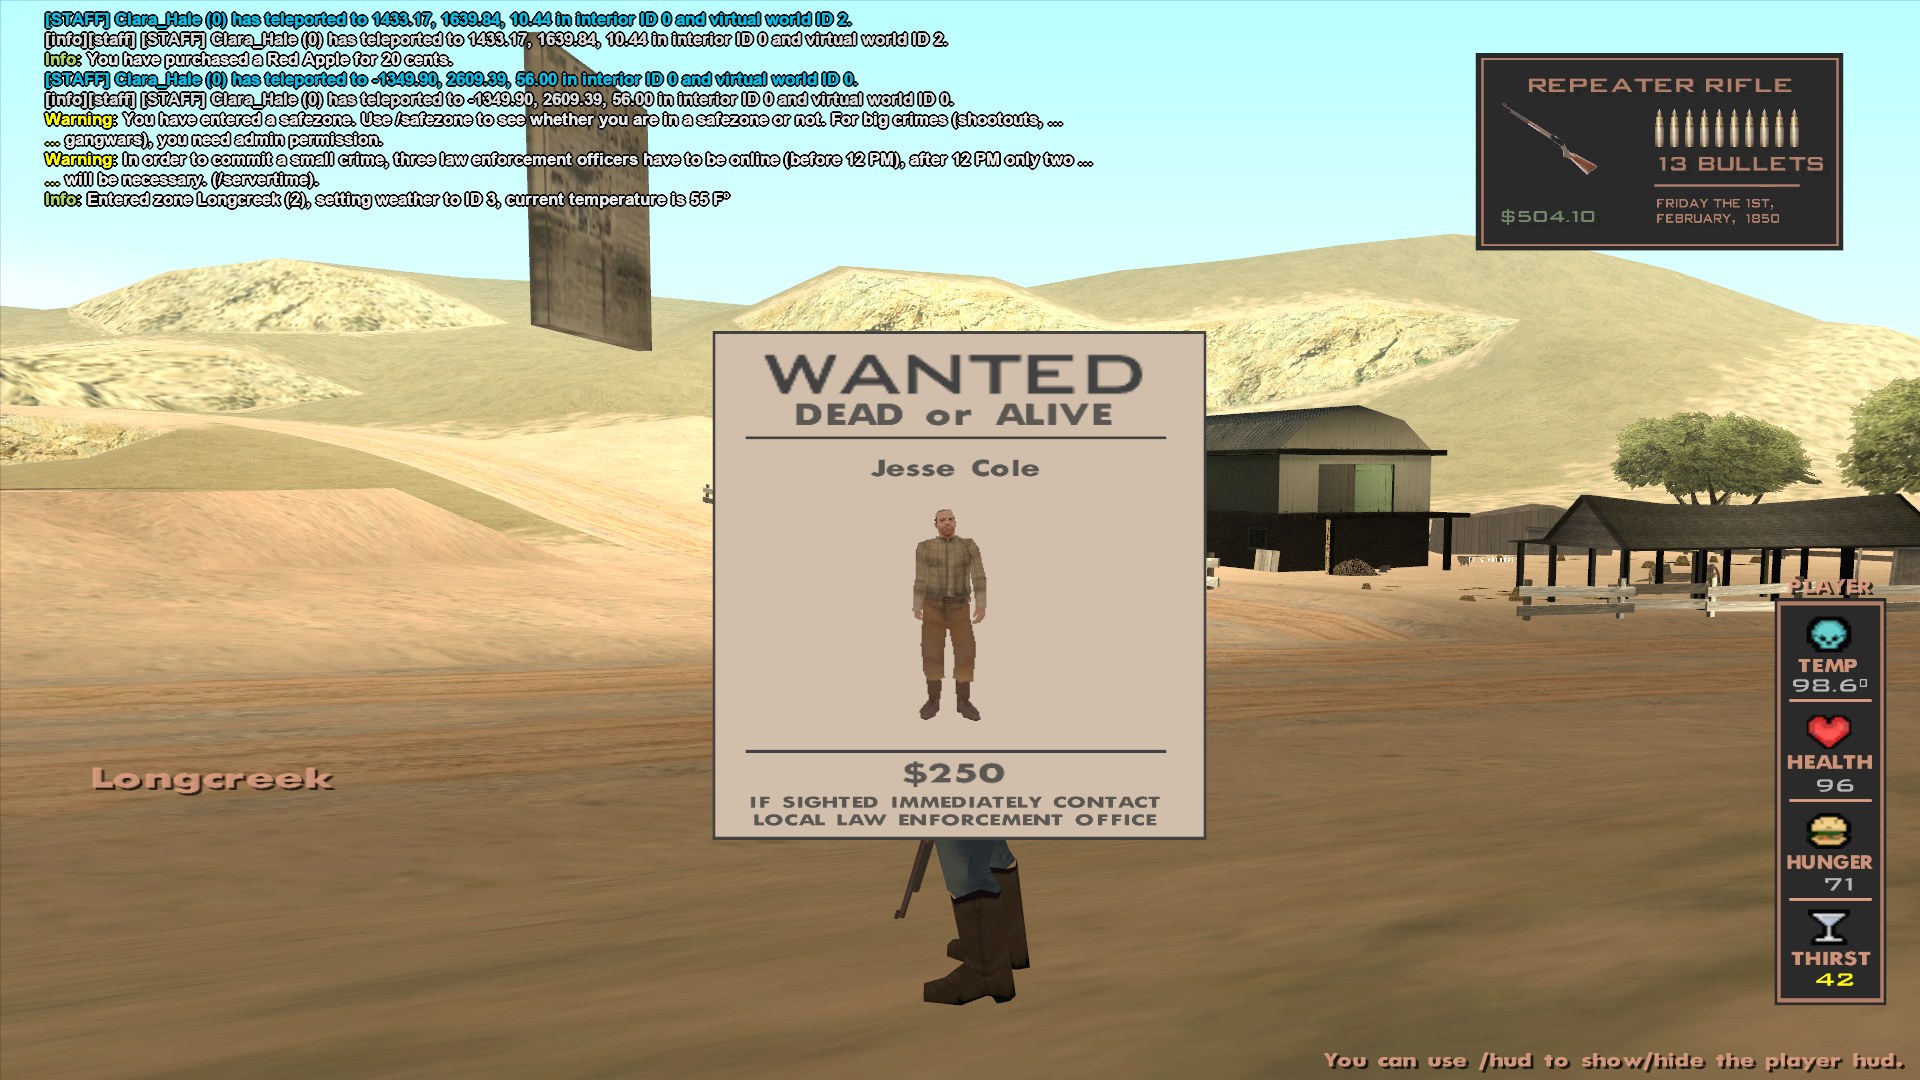 [STAFF] Clara_Hale (0) has teleported to 1433.17, 1639.84, 10.44 in interior ID 0 and virtual world ID 2.
[info][staff] [STAFF] Clara_Hale (0) has teleported to 1433.17, 1639.84, 10.44 in interior ID 0 and virtual world ID 2.
Info: You have purchased a Red Apple for 20 cents.
[STAFF] Clara_Hale (0) has teleported to -1349.90, 2609.39, 56.00 in interior ID 0 and virtual world ID 0.
[info][staff] [STAFF] Clara_Hale (0) has teleported to -1349.90, 2609.39, 56.00 in interior ID 0 and virtual world ID 0.
Warning: You have entered a safezone. Use /safezone to see whether you are in a safezone or not. For big crimes (shootouts, ...
... gangwars), you need admin permission.
Warning: In order to commit a small crime, three law enforcement officers have to be online (before 12 PM), after 12 PM only two ...
... will be necessary. (/servertime).
Info: Entered zone Longcreek (2), setting weather to ID 3, current temperature is 55 F°
REPEATER RIFLE
13 BULLETS
$504.10
FRIDAY THE 1ST,
FEBRUARY, 1850
WANTED
DEAD or ALIVE
Jesse Cole
$250
IF SIGHTED IMMEDIATELY CONTACT
LOCAL LAW ENFORCEMENT OFFICE
Longcreek
PLAYER
TEMP
98.6□
HEALTH
96
HUNGER
71
THIRST
42
You can use /hud to show/hide the player hud.